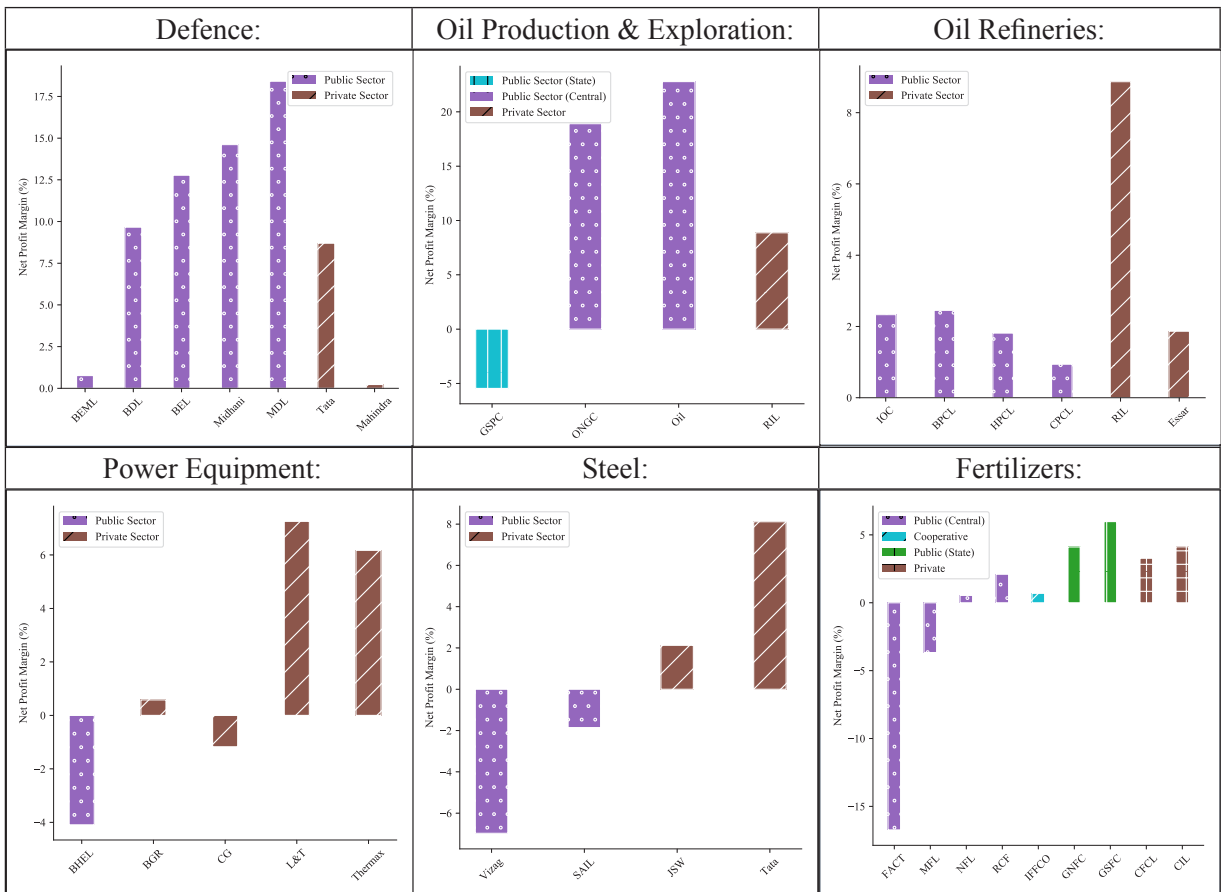 Defence:
Oil Production & Exploration:
Oil Refineries:
Net Profit Margin (%)
17.5
15.0
12.5
10.0
7.5
5.0
2.5
0.0
Public Sector
Private Sector
BEML
BDL
BEL
Midhani
MDL
Tata
Mahindra
Net Profit Margin (%)
20
15
10
5
0
−5
Public Sector (State)
Public Sector (Central)
Private Sector
GSPC
ONGC
Oil
RIL
Net Profit Margin (%)
8
6
4
2
0
Public Sector
Private Sector
IOC
BPCL
HPCL
CPCL
RIL
Essar
Power Equipment:
Steel:
Fertilizers:
Net Profit Margin (%)
6
4
2
0
−2
−4
Public Sector
Private Sector
BHEL
BGR
CG
L&T
Thermax
Net Profit Margin (%)
8
6
4
2
0
−2
−4
−6
Public Sector
Private Sector
Vizag
SAIL
JSW
Tata
Net Profit Margin (%)
5
0
−5
−10
−15
Public (Central)
Cooperative
Public (State)
Private
FACT
MFL
NFL
RCF
IFFCO
GNFC
GSFC
CFCL
CIL